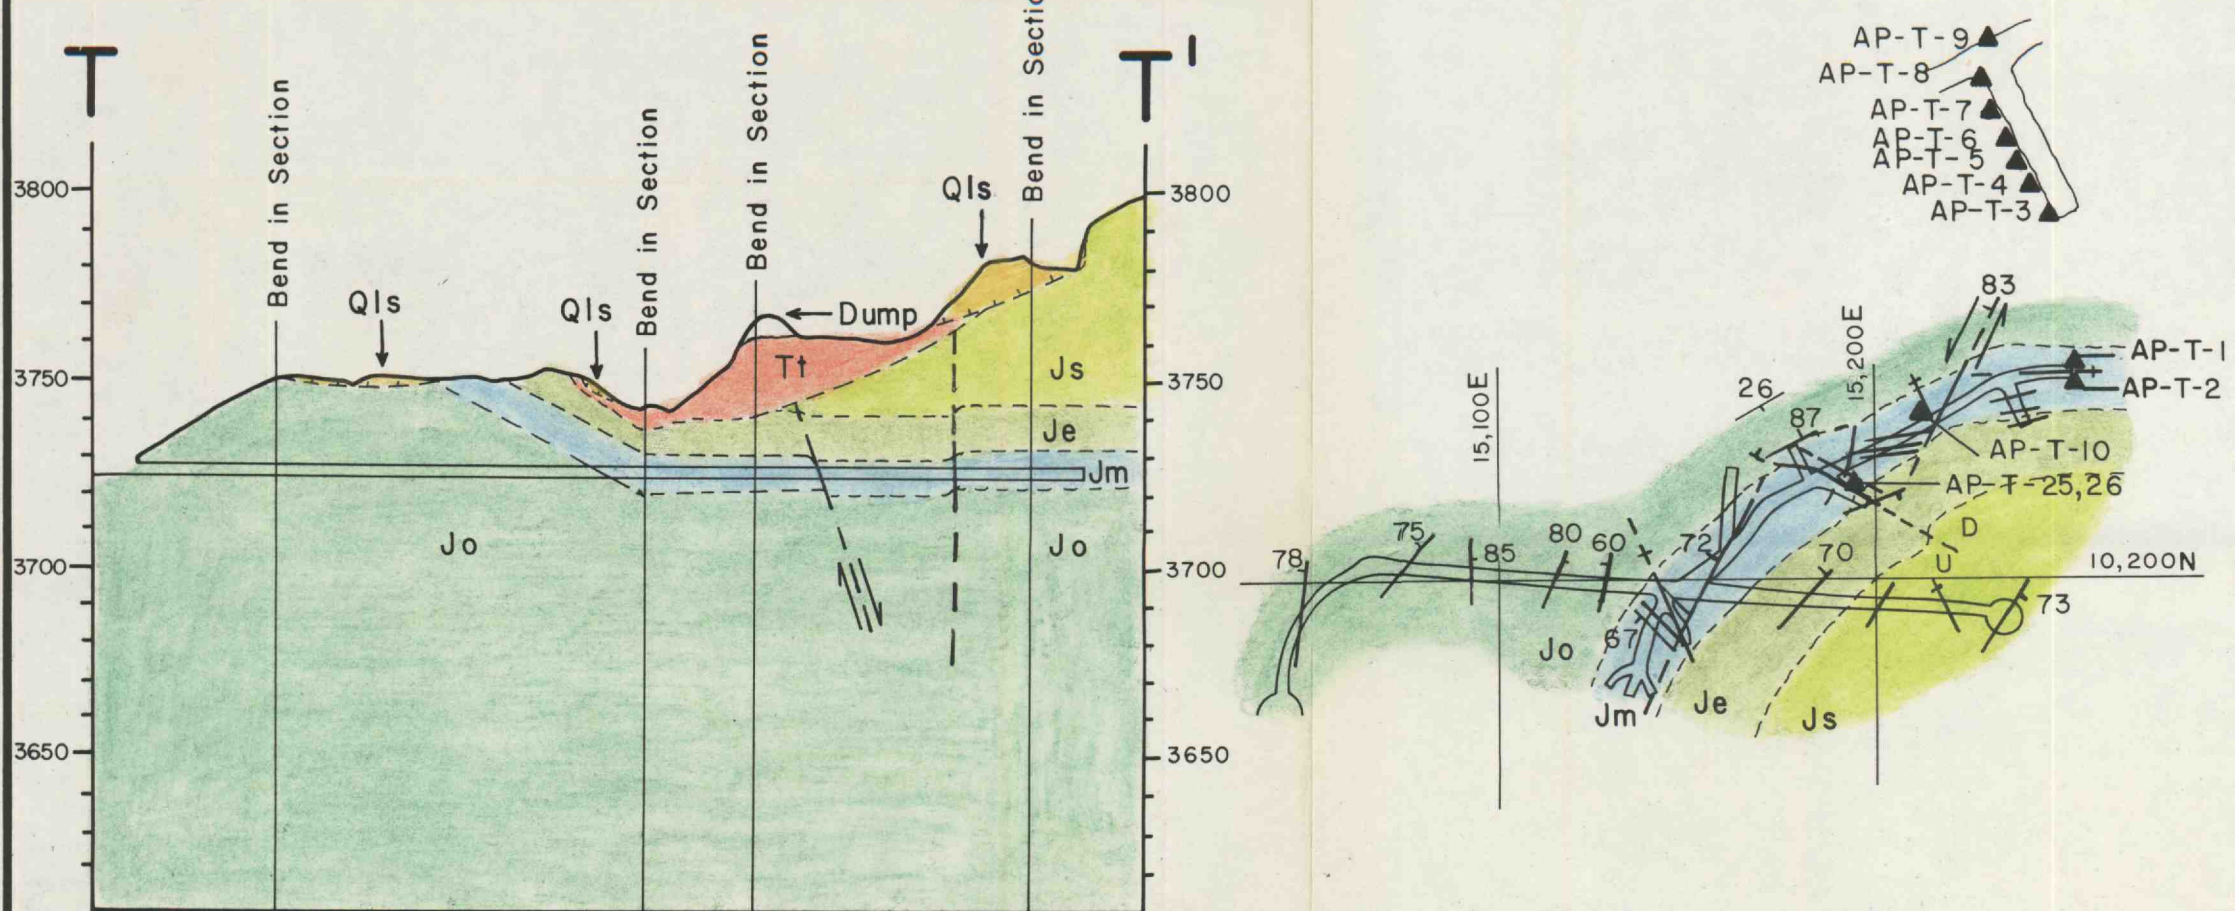 T
T'
Bend in Section
Bend in Section
Bend in Section
Bend in Section
3800
3750
3700
3650
3800
3750
3700
3650
Qls
Qls
Qls
Dump
Tt
Js
Je
Jm
Jo
Jo
AP-T-9
AP-T-8
AP-T-7
AP-T-6
AP-T-5
AP-T-4
AP-T-3
83
15,200E
AP-T-1
AP-T-2
26
15,100E
87
AP-T-10
AP-T-25,26
75
80
60
72
D
78
85
70
U
10,200N
73
67
Jo
Jm
Je
Js